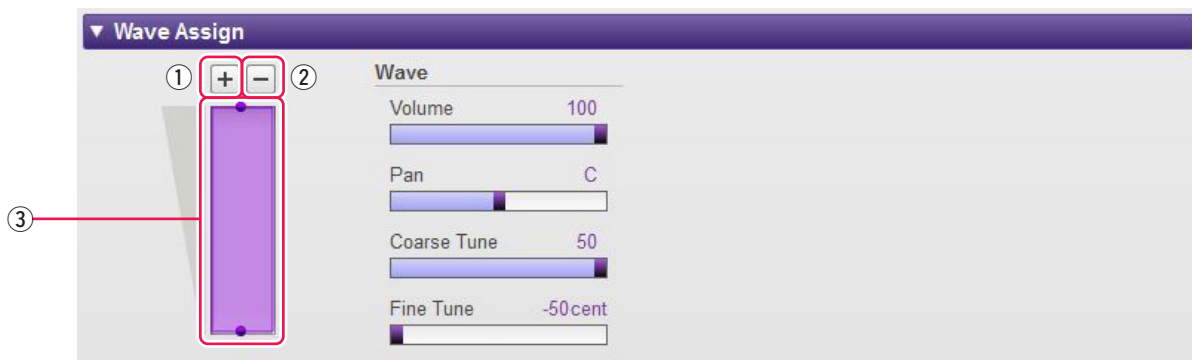 ▼ Wave Assign
① + − ②
Wave
Volume 100
Pan C
③
Coarse Tune 50
Fine Tune -50cent